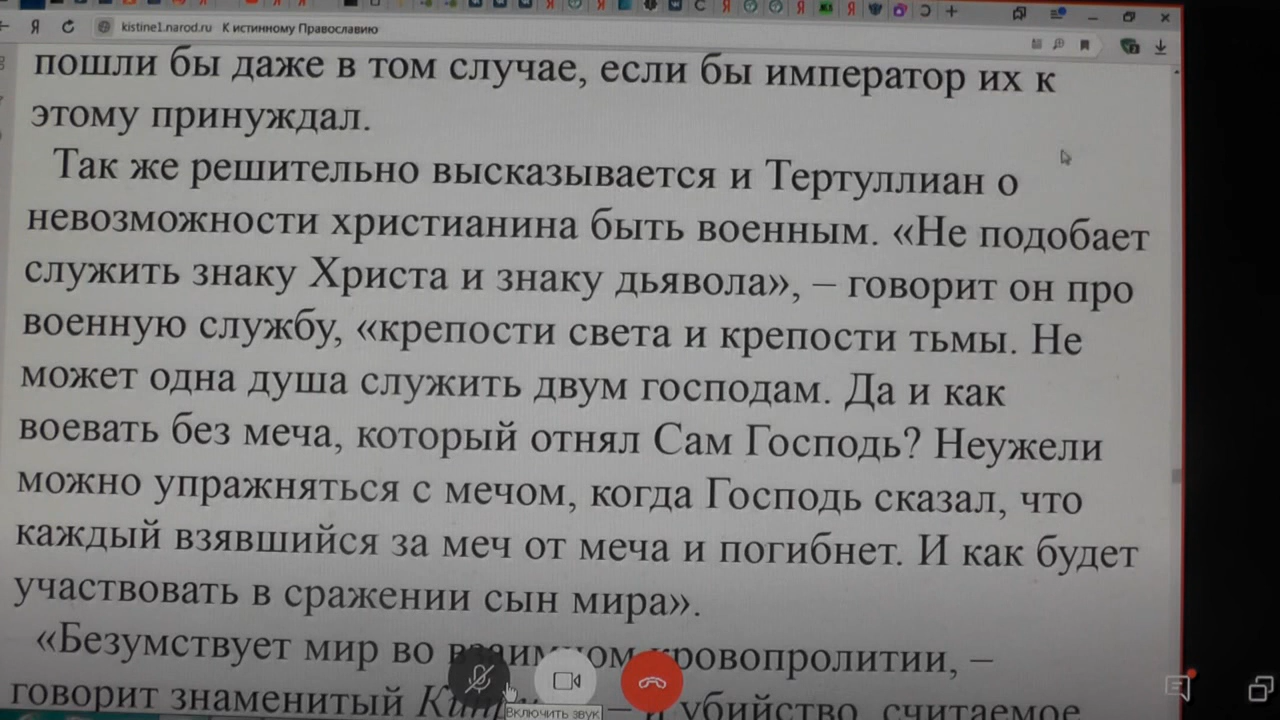 kistine1.narod.ru К истинному Православию
пошли бы даже в том случае, если бы император их к
этому принуждал.
Так же решительно высказывается и Тертуллиан о
невозможности христианина быть военным. «Не подобает
служить знаку Христа и знаку дьявола», – говорит он про
военную службу, «крепости света и крепости тьмы. Не
может одна душа служить двум господам. Да и как
воевать без меча, который отнял Сам Господь? Неужели
можно упражняться с мечом, когда Господь сказал, что
каждый взявшийся за меч от меча и погибнет. И как будет
участвовать в сражении сын мира».
«Безумствует мир во взаимном кровопролитии, –
говорит знаменитый – и убийство, считаемое
Включить звук